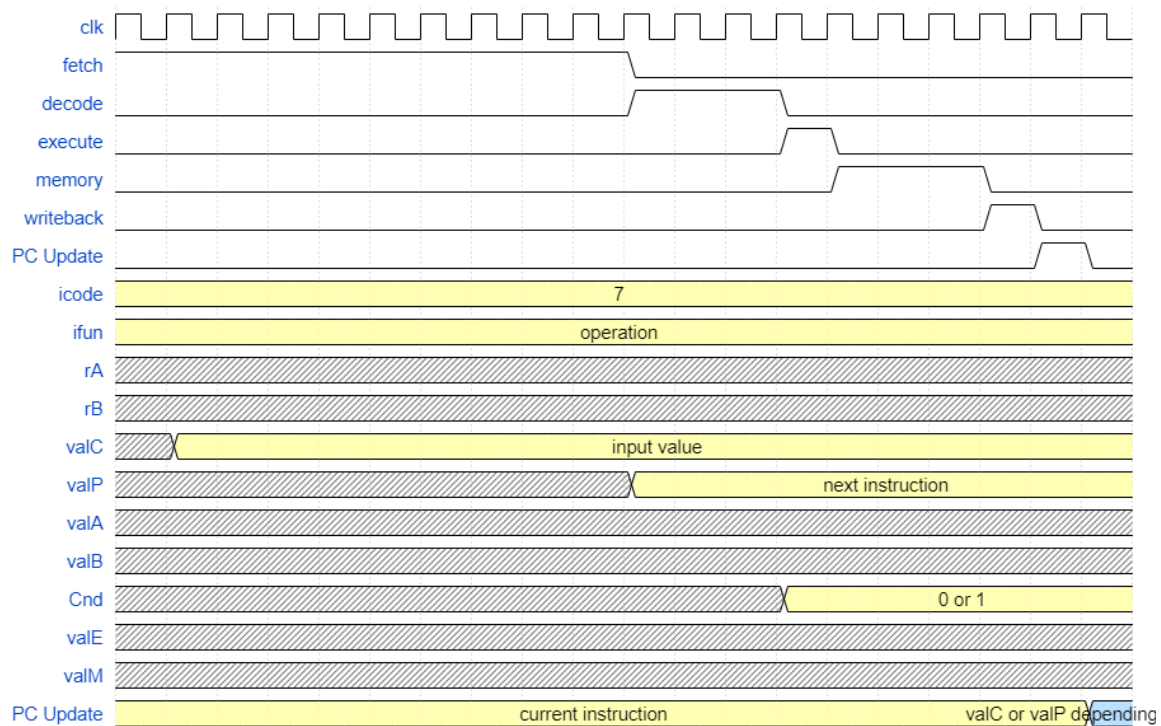 clk
fetch
decode
execute
memory
writeback
PC Update
icode 7
ifun operation
rA
rB
valC input value
valP next instruction
valA
valB
Cnd 0 or 1
valE
valM
PC Update current instruction valC or valP depending